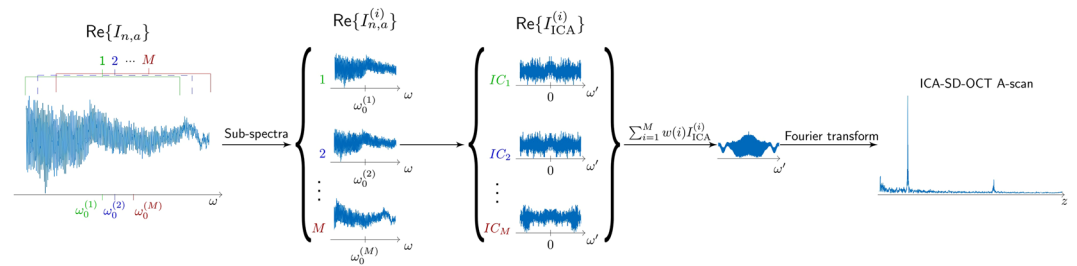 Re{I_{n,a}}
1 2 ... M
ω
ω_0^{(1)} ω_0^{(2)} ω_0^{(M)}
Sub-spectra
Re{I_{n,a}^{(i)}}
1
ω
ω_0^{(1)}
2
ω
ω_0^{(2)}
⋮
M
ω
ω_0^{(M)}
Re{I_{ICA}^{(i)}}
IC_1
ω′
0
IC_2
ω′
0
⋮
IC_M
ω′
0
∑_{i=1}^{M} w(i)I_{ICA}^{(i)}
ω′
Fourier transform
ICA-SD-OCT A-scan
z